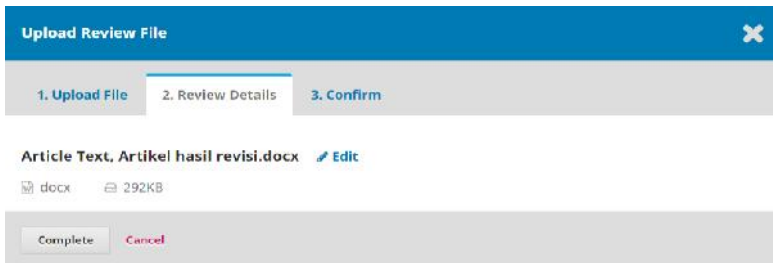 Upload Review File
1. Upload File 2. Review Details 3. Confirm
Article Text, Artikel hasil revisi.docx Edit
docx 292KB
Complete Cancel